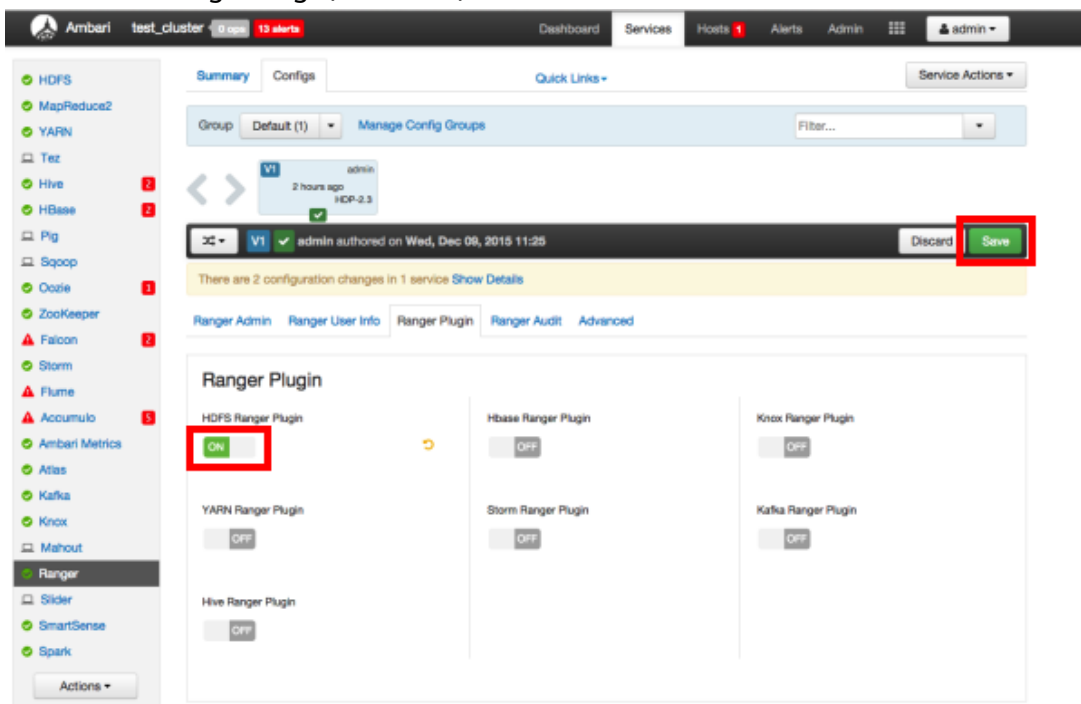 Ambari test_cluster 0 ops 13 alerts Dashboard Services Hosts 1 Alerts Admin admin
HDFS
MapReduce2
YARN
Tez
Hive 2
HBase 2
Pig
Sqoop
Oozie 1
ZooKeeper
Falcon 2
Storm
Flume
Accumulo 5
Ambari Metrics
Atlas
Kafka
Knox
Mahout
Ranger
Slider
SmartSense
Spark
Actions
Summary Configs Quick Links Service Actions
Group Default (1) Manage Config Groups Filter...
V1 admin
2 hours ago
HDP-2.3
V1 admin authored on Wed, Dec 09, 2015 11:25 Discard Save
There are 2 configuration changes in 1 service Show Details
Ranger Admin Ranger User Info Ranger Plugin Ranger Audit Advanced
Ranger Plugin
HDFS Ranger Plugin Hbase Ranger Plugin Knox Ranger Plugin
ON OFF OFF
YARN Ranger Plugin Storm Ranger Plugin Kafka Ranger Plugin
OFF OFF OFF
Hive Ranger Plugin
OFF